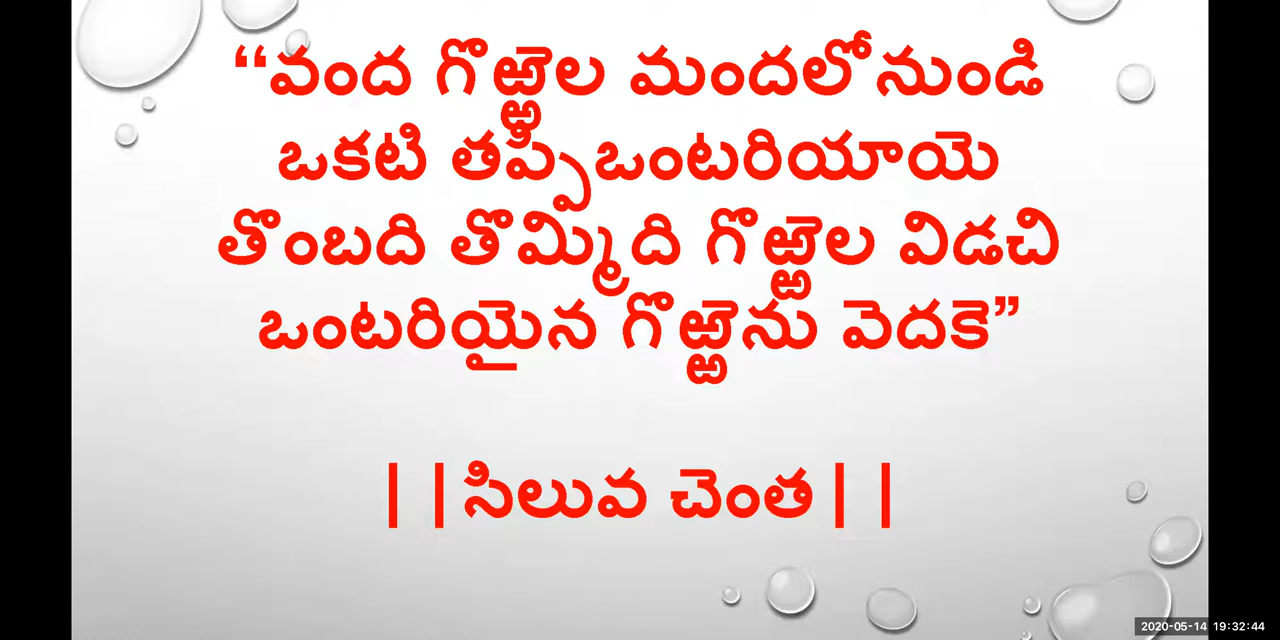 “వంద గొఱ్ఱెల మందలోనుండి
ఒకటి తప్పిఒంటరియాయె
తొంబది తొమ్మిది గొఱ్ఱెల విడచి
ఒంటరియైన గొఱ్ఱెను వెదకె”
||సిలువ చెంత||
2020-05-14 19:32:44